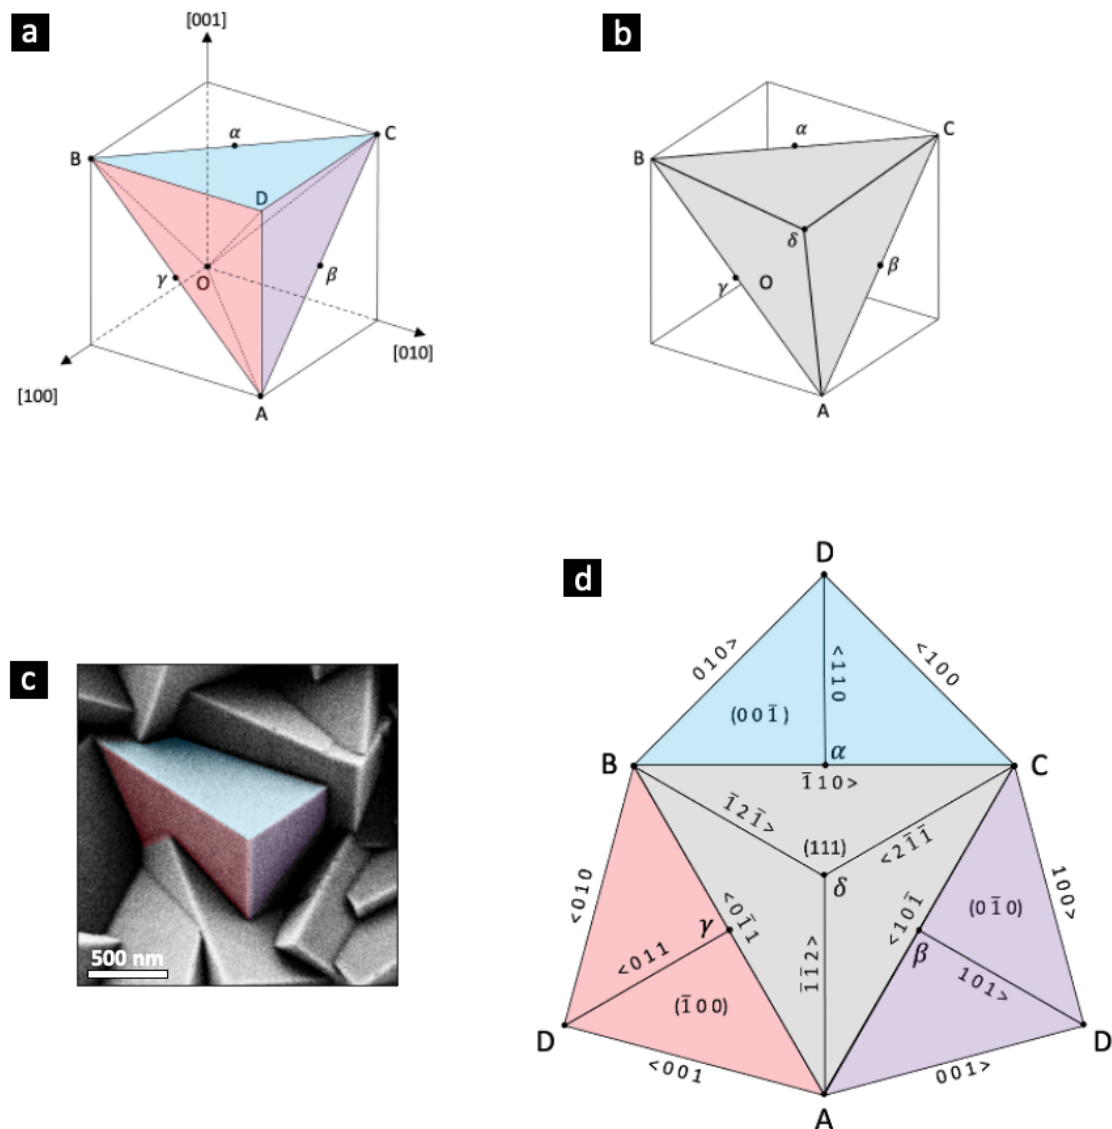 a
[001]
α
B
C
D
γ
O
β
[100]
[010]
A
b
α
B
C
δ
γ
O
β
A
c
500 nm
d
D
010>
<110
<100
(0 0 1̄)
B
α
C
1̄ 1 0>
1̄ 2 1̄>
(111)
<2 1̄ 1̄
δ
<010
γ
<0 1̄ 1
<1 0 1̄
(0 1̄ 0)
100>
<011
β
1̄ 1̄ 2>
101>
(1̄ 0 0)
D
D
<001
001>
A